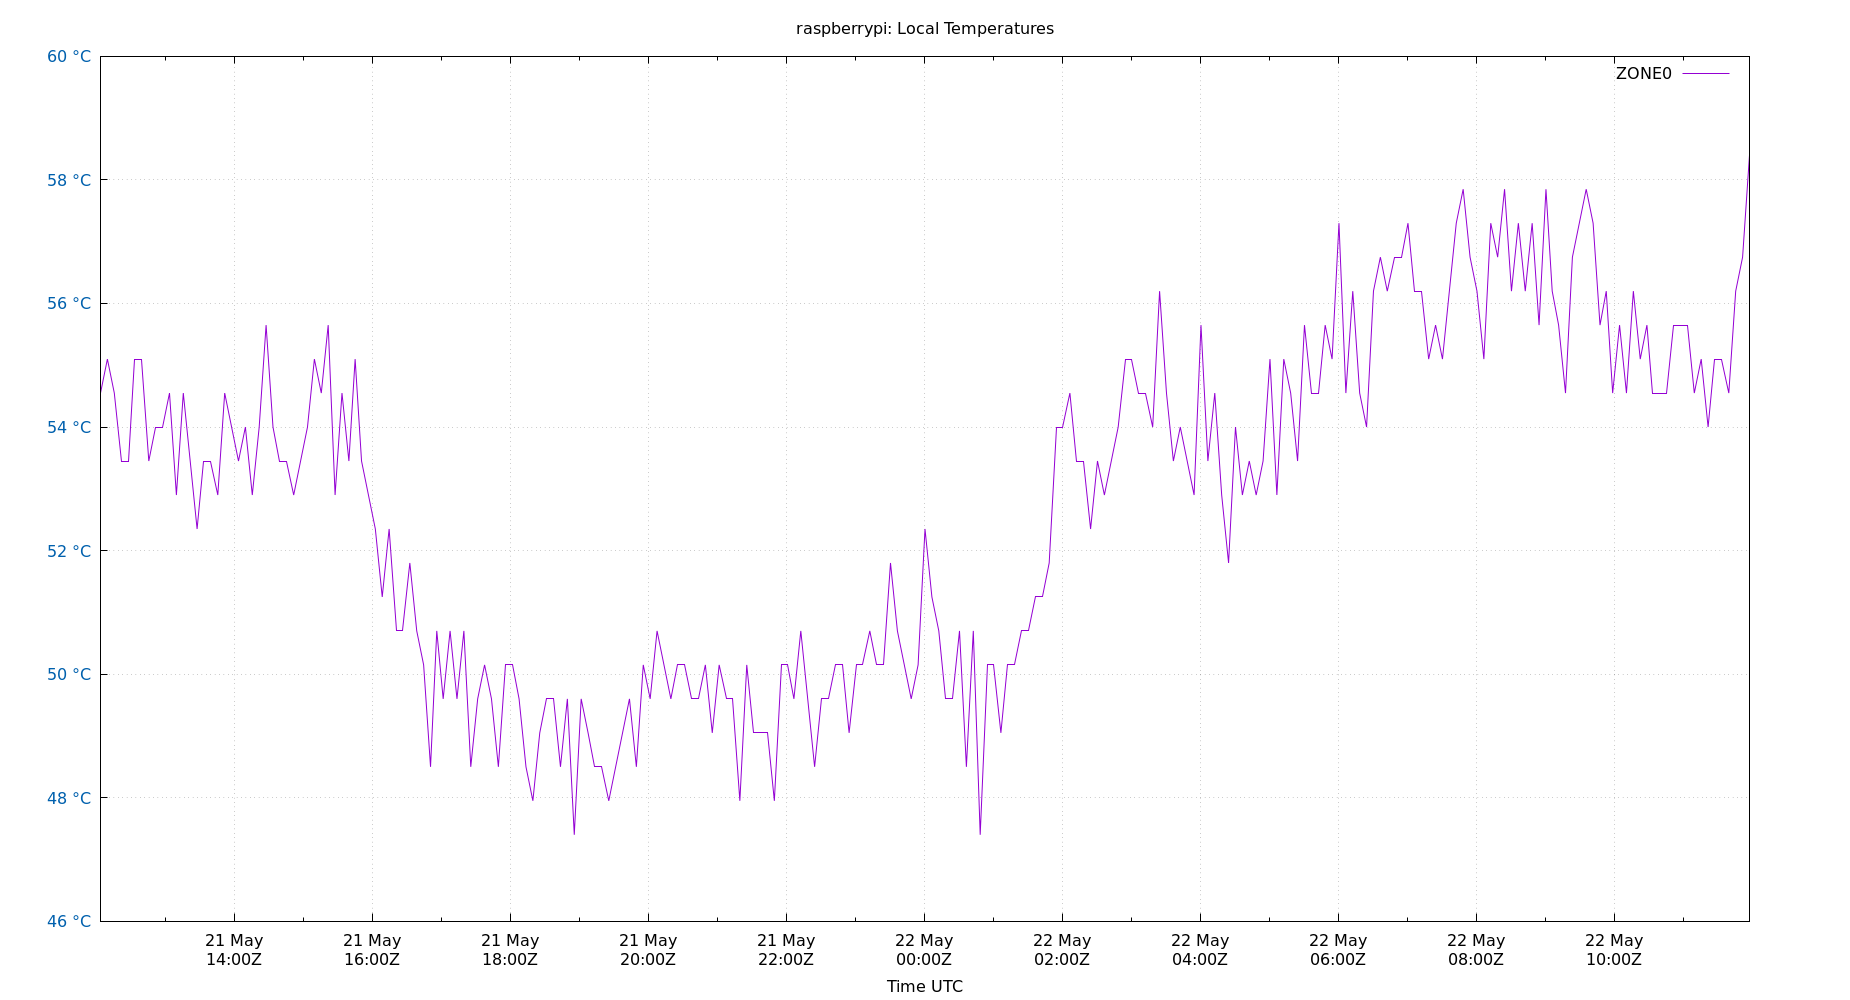 raspberrypi: Local Temperatures
60 °C
ZONE0
58 °C
56 °C
54 °C
52 °C
50 °C
48 °C
46 °C
21 May 21 May 21 May 21 May 21 May 22 May 22 May 22 May 22 May 22 May 22 May
14:00Z 16:00Z 18:00Z 20:00Z 22:00Z 00:00Z 02:00Z 04:00Z 06:00Z 08:00Z 10:00Z
Time UTC